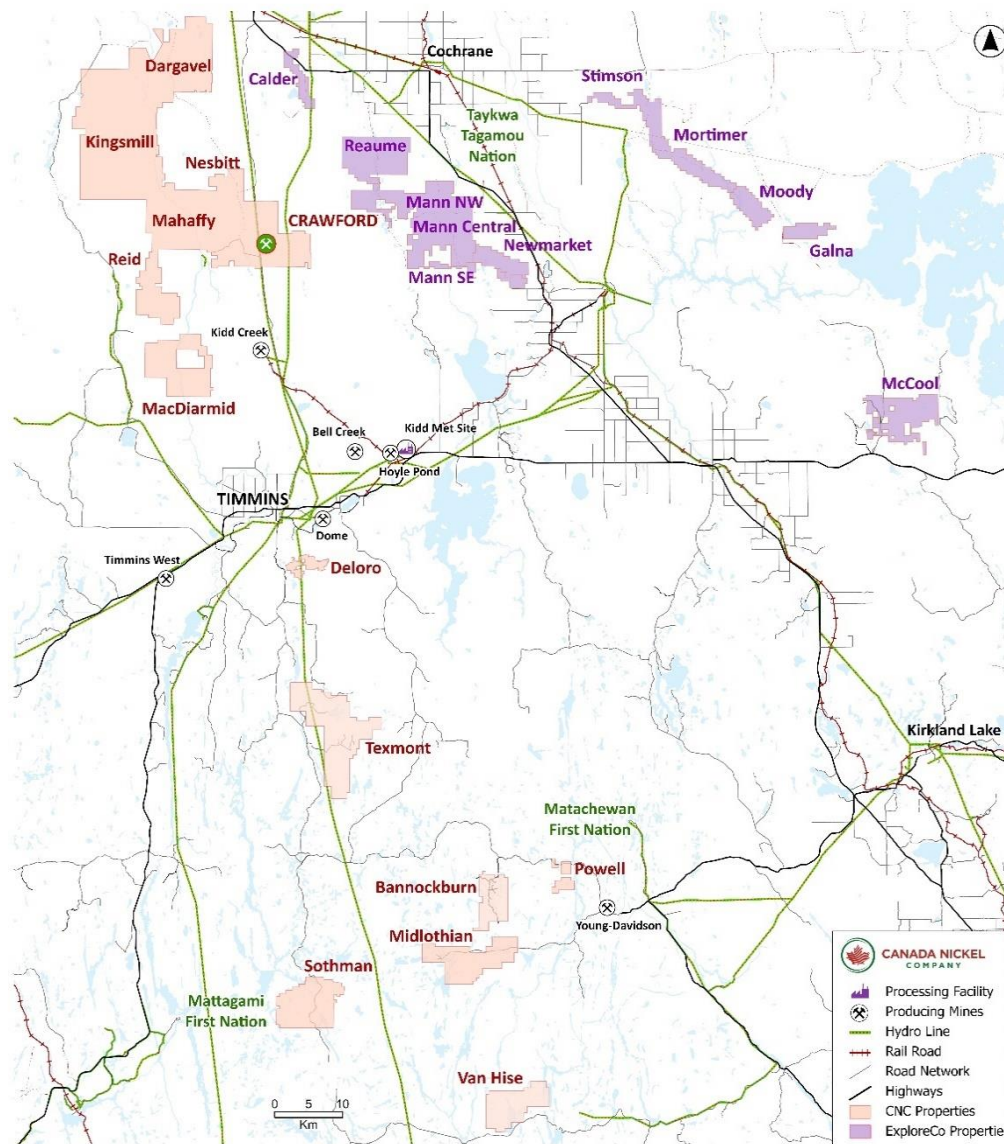 Dargavel
Calder
Cochrane
Stimson
Taykwa
Tagamou
Nation
Mortimer
Kingsmill
Nesbitt
Reaume
Moody
Mann NW
Mahaffy
CRAWFORD
Mann Central
Newmarket
Galna
Reid
Mann SE
Kidd Creek
McCool
MacDiarmid
Bell Creek
Kidd Met Site
Hoyle Pond
TIMMINS
Dome
Timmins West
Deloro
Texmont
Kirkland Lake
Matachewan
First Nation
Powell
Bannockburn
Young-Davidson
Midlothian
Sothman
Mattagami
First Nation
Van Hise
0 5 10
Km
CANADA NICKEL
COMPANY
Processing Facility
Producing Mines
Hydro Line
Rail Road
Road Network
Highways
CNC Properties
ExploreCo Propertie